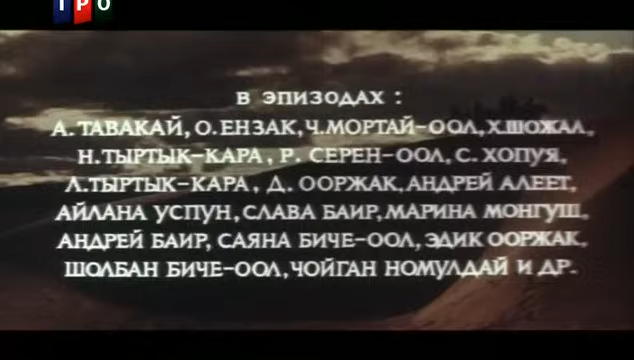 ТРО
В ЭПИЗОДАХ :
А. ТАВАКАЙ, О. ЕНЗАК, Ч. МОРТАЙ-ООЛ, Х. ШОЖАЛ,
Н. ТЫРТЫК-КАРА, Р. СЕРЕН-ООЛ, С. ХОПУЯ,
Л. ТЫРТЫК-КАРА, Д. ООРЖАК, АНДРЕЙ АЛЕЕТ,
АЙЛАНА УСПУН, СЛАВА БАИР, МАРИНА МОНГУШ,
АНДРЕЙ БАИР, САЯНА БИЧЕ-ООЛ, ЭДИК ООРЖАК,
ШОЛБАН БИЧЕ-ООЛ, ЧОЙГАН НОМУЛДАЙ И ДР.